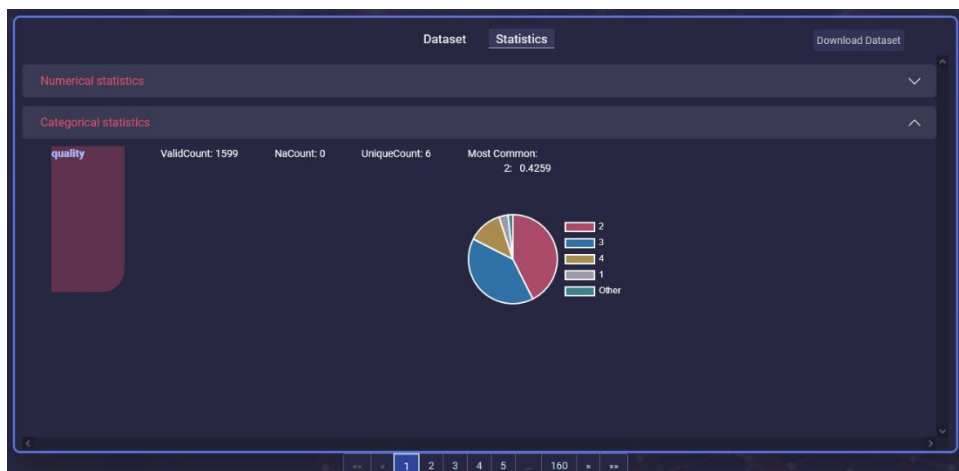 Dataset Statistics Download Dataset
Numerical statistics
Categorical statistics
quality ValidCount: 1599 NaCount: 0 UniqueCount: 6 Most Common:
2: 0.4259
2
3
4
1
Other
«« « 1 2 3 4 5 ... 160 » »»